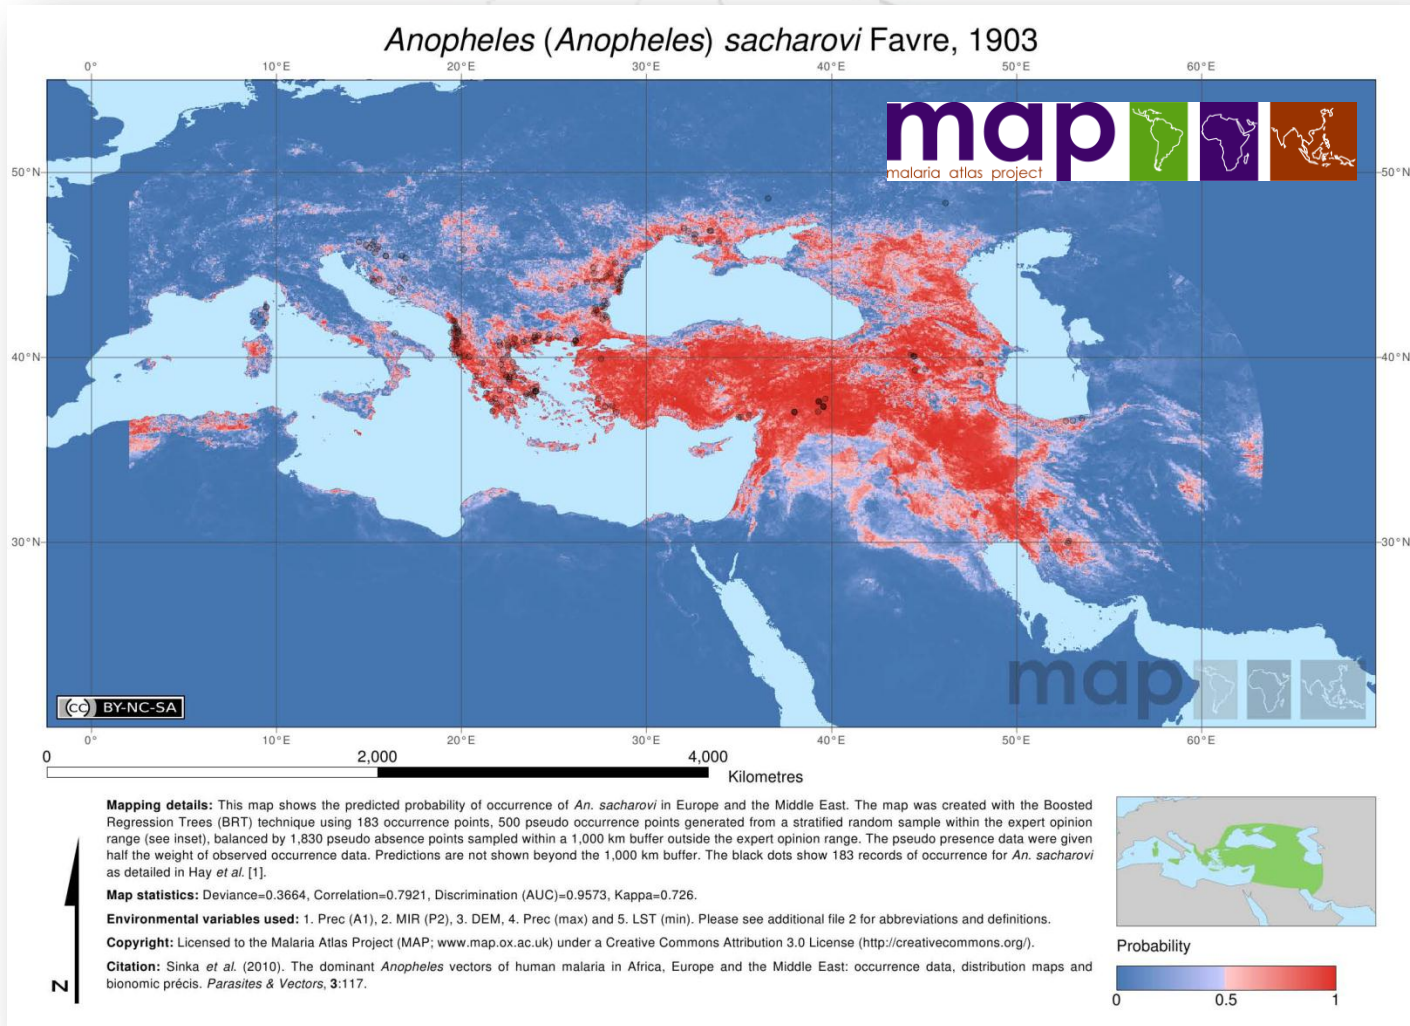 Anopheles (Anopheles) sacharovi Favre, 1903
0° 10°E 20°E 30°E 40°E 50°E 60°E
map
malaria atlas project
50°N 50°N
40°N 40°N
30°N 30°N
map
(cc) BY-NC-SA
0° 10°E 20°E 30°E 40°E 50°E 60°E
0 2,000 4,000
Kilometres
Mapping details: This map shows the predicted probability of occurrence of An. sacharovi in Europe and the Middle East. The map was created with the Boosted
Regression Trees (BRT) technique using 183 occurrence points, 500 pseudo occurrence points generated from a stratified random sample within the expert opinion
range (see inset), balanced by 1,830 pseudo absence points sampled within a 1,000 km buffer outside the expert opinion range. The pseudo presence data were given
half the weight of observed occurrence data. Predictions are not shown beyond the 1,000 km buffer. The black dots show 183 records of occurrence for An. sacharovi
as detailed in Hay et al. [1].
Map statistics: Deviance=0.3664, Correlation=0.7921, Discrimination (AUC)=0.9573, Kappa=0.726.
Environmental variables used: 1. Prec (A1), 2. MIR (P2), 3. DEM, 4. Prec (max) and 5. LST (min). Please see additional file 2 for abbreviations and definitions.
Copyright: Licensed to the Malaria Atlas Project (MAP; www.map.ox.ac.uk) under a Creative Commons Attribution 3.0 License (http://creativecommons.org/).
Citation: Sinka et al. (2010). The dominant Anopheles vectors of human malaria in Africa, Europe and the Middle East: occurrence data, distribution maps and
bionomic précis. Parasites & Vectors, 3:117.
N
Probability
0 0.5 1